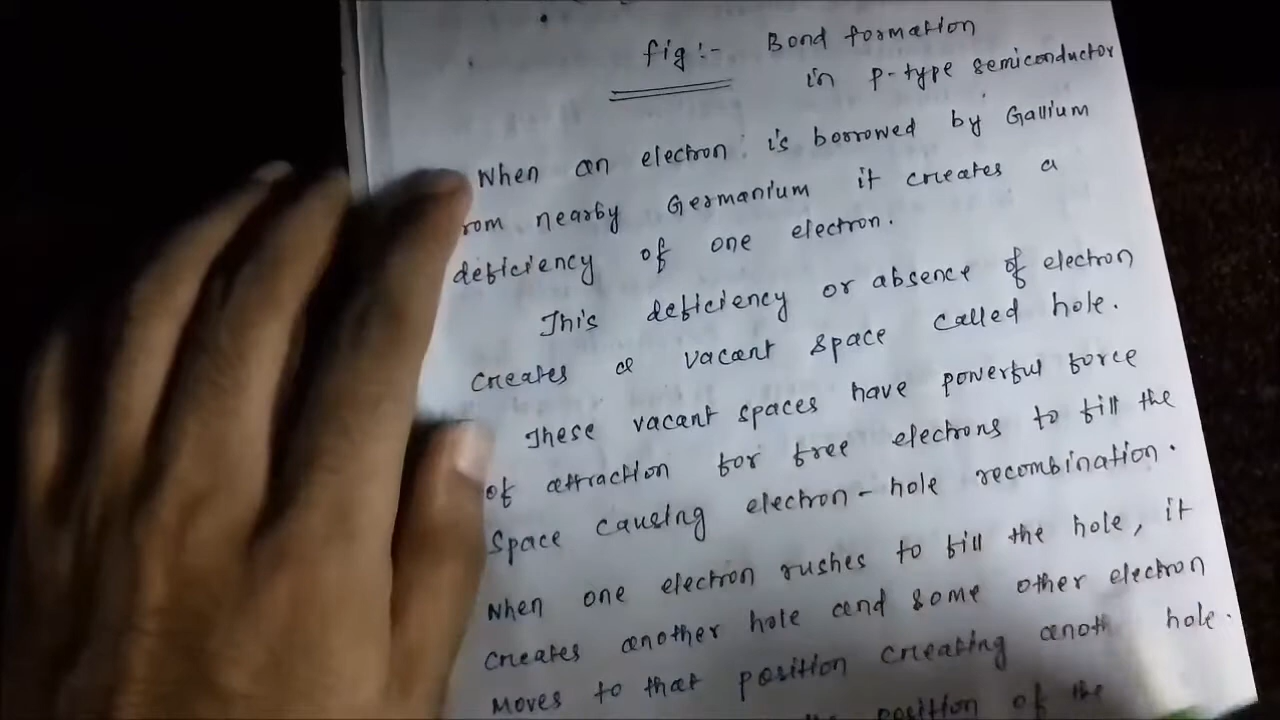 fig :- Bond formation
in p-type semiconductor
When an electron is borrowed by Gallium
rom nearby Germanium it creates a
deficiency of one electron.
This deficiency or absence of electron
creates a vacant space called hole.
These vacant spaces have powerful force
of attraction for free electrons to fill the
space causing electron-hole recombination.
When one electron rushes to fill the hole, it
creates another hole and some other electron
moves to that position creating anoth hole.
position of the